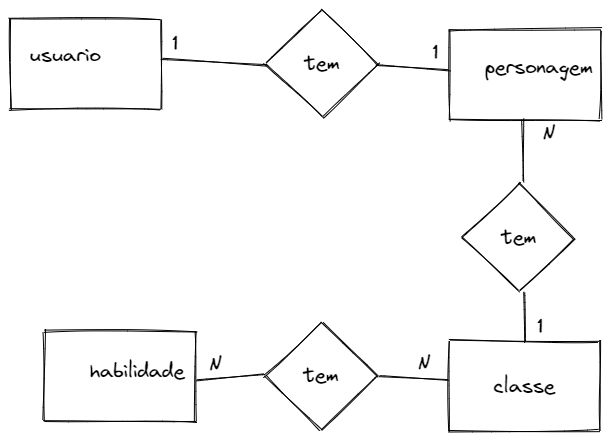 usuario
1
tem
1
personagem
N
tem
1
habilidade
N
tem
N
classe